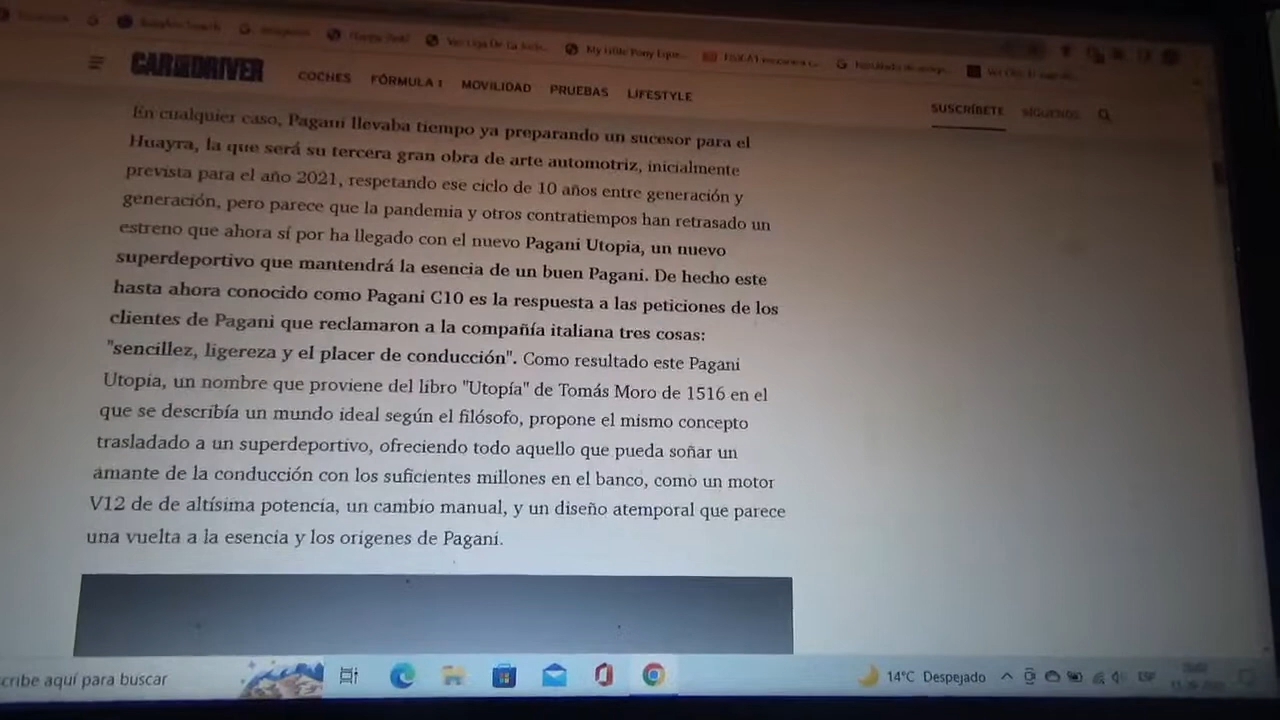 My Little Pony Eque...
CAR AND DRIVER
COCHES FÓRMULA 1 MOVILIDAD PRUEBAS LIFESTYLE
SUSCRÍBETE SÍGUENOS
En cualquier caso, Pagani llevaba tiempo ya preparando un sucesor para el
Huayra, la que será su tercera gran obra de arte automotriz, inicialmente
prevista para el año 2021, respetando ese ciclo de 10 años entre generación y
generación, pero parece que la pandemia y otros contratiempos han retrasado un
estreno que ahora sí por ha llegado con el nuevo Pagani Utopia, un nuevo
superdeportivo que mantendrá la esencia de un buen Pagani. De hecho este
hasta ahora conocido como Pagani C10 es la respuesta a las peticiones de los
clientes de Pagani que reclamaron a la compañía italiana tres cosas:
"sencillez, ligereza y el placer de conducción". Como resultado este Pagani
Utopia, un nombre que proviene del libro "Utopía" de Tomás Moro de 1516 en el
que se describía un mundo ideal según el filósofo, propone el mismo concepto
trasladado a un superdeportivo, ofreciendo todo aquello que pueda soñar un
amante de la conducción con los suficientes millones en el banco, como un motor
V12 de de altísima potencia, un cambio manual, y un diseño atemporal que parece
una vuelta a la esencia y los orígenes de Pagani.
cribe aquí para buscar
14°C Despejado
ESP